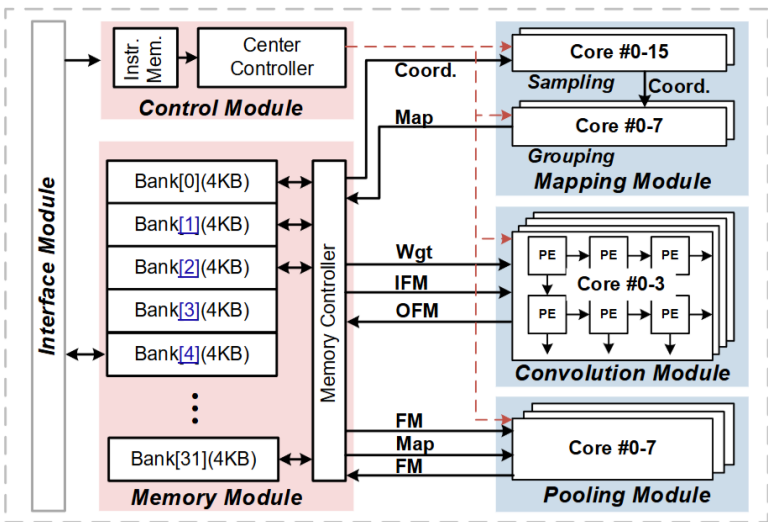 Interface Module
Instr. Mem.
Center
Controller
Control Module
Bank[0](4KB)
Bank[1](4KB)
Bank[2](4KB)
Bank[3](4KB)
Bank[4](4KB)
Bank[31](4KB)
Memory Controller
Memory Module
Coord.
Map
Core #0-15
Sampling
Coord.
Core #0-7
Grouping
Mapping Module
Wgt
IFM
OFM
PE PE PE
Core #0-3
PE PE PE
Convolution Module
FM
Map
FM
Core #0-7
Pooling Module